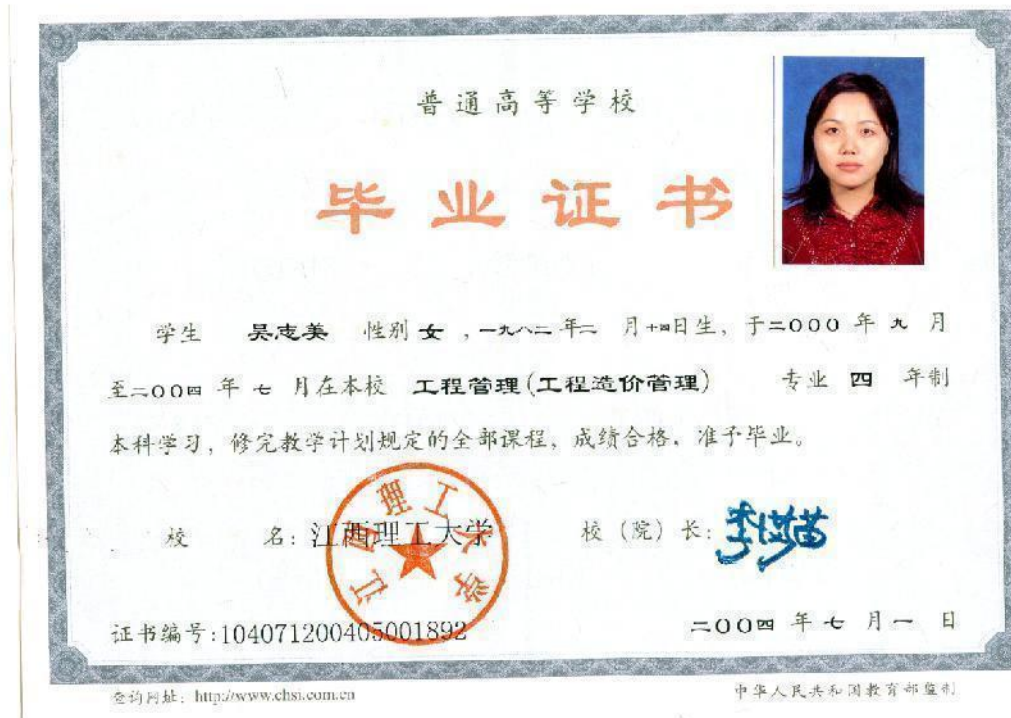 普通高等学校
毕业证书
学生 吴志美 性别 女 ，一九八二 年二 月十四日生，于二000 年 九 月
至二00四 年 七 月在本校 工程管理(工程造价管理) 专业 四 年制
本科学习，修完教学计划规定的全部课程，成绩合格，准予毕业。
校 名：江西理工大学 校（院）长：
江西理工大学
证书编号:104071200405001892 二00四 年 七 月 一 日
查询网址：http://www.chsi.com.cn 中华人民共和国教育部监制